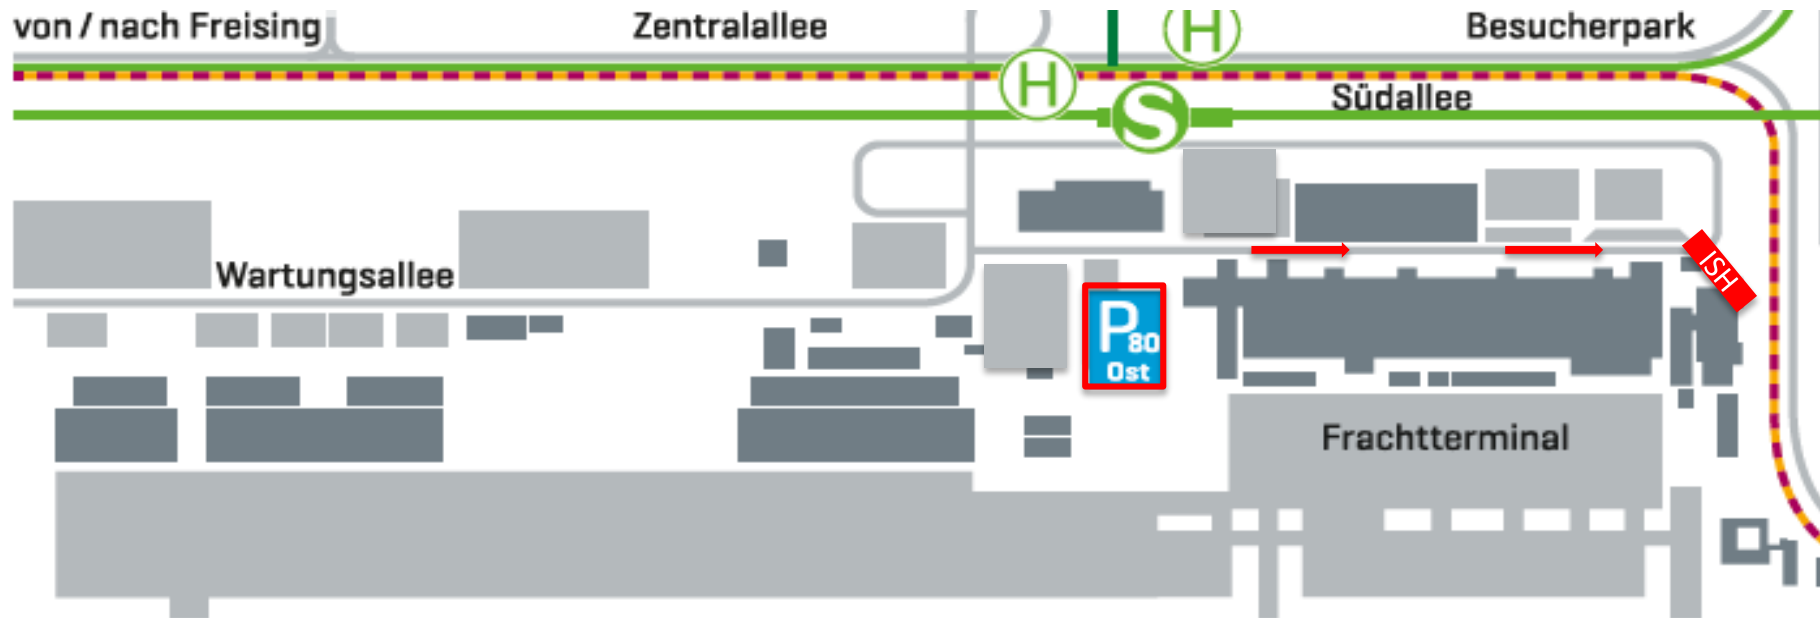 von / nach Freising
Zentralallee
H
Besucherpark
H
S
Südallee
Wartungsallee
ISH
P80
Ost
Frachtterminal